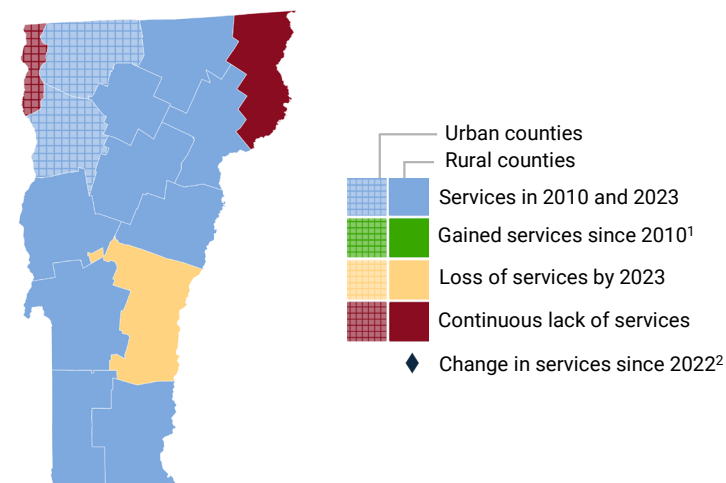 Urban counties
Rural counties
Services in 2010 and 2023
Gained services since 2010¹
Loss of services by 2023
Continuous lack of services
Change in services since 2022²